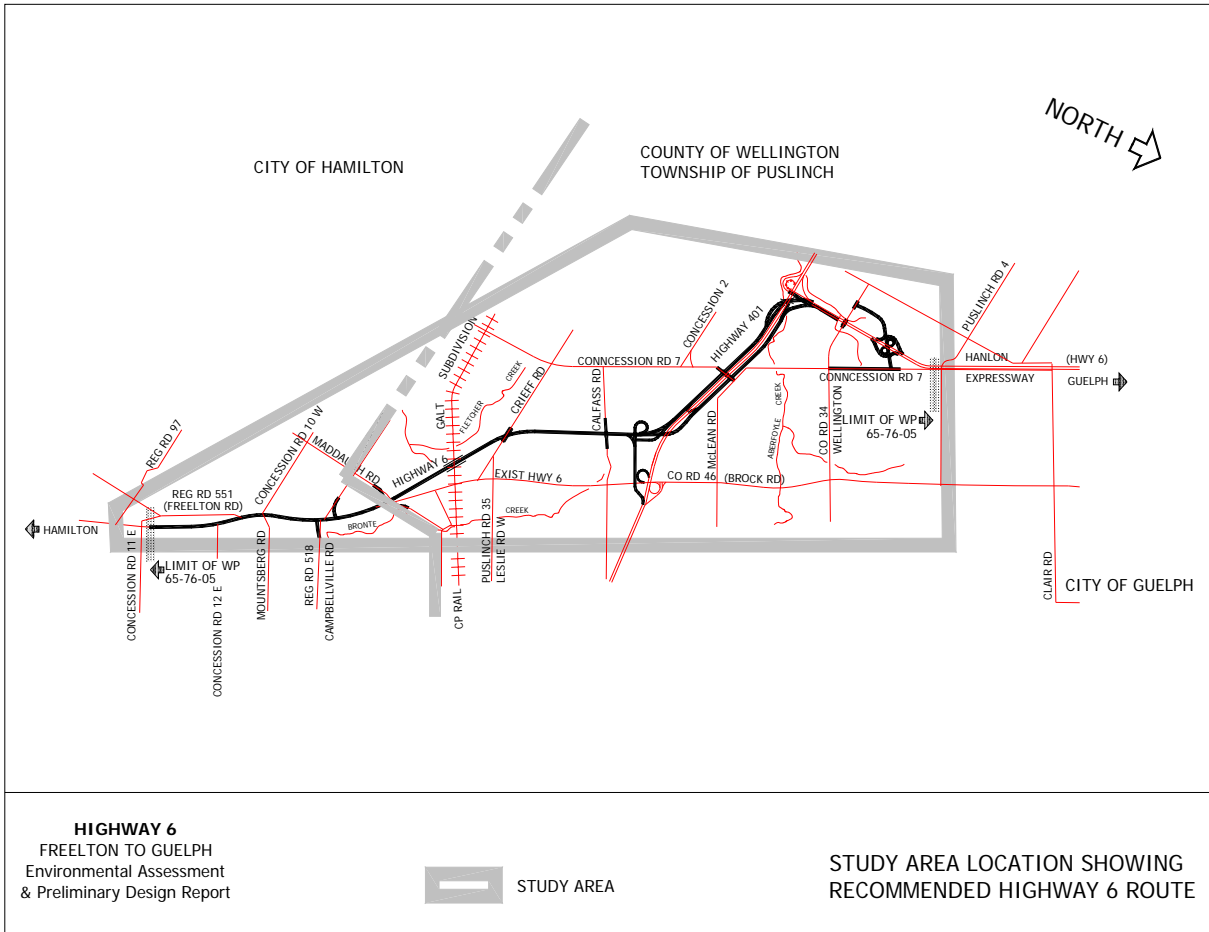 NORTH
CITY OF HAMILTON
COUNTY OF WELLINGTON
TOWNSHIP OF PUSLINCH
PUSLINCH RD 4
HANLON
(HWY 6)
EXPRESSWAY
GUELPH
LIMIT OF WP
65-76-05
CONCESSION 2
HIGHWAY 401
SUBDIVISION
GALT
FLETCHER
CREEK
CRIEFF RD
CONNCESSION RD 7
CONNCESSION RD 7
CALFASS RD
McLEAN RD
ABERFOYLE
CREEK
CO RD 34
WELLINGTON
CO RD 46
(BROCK RD)
EXIST HWY 6
HIGHWAY 6
REG RD 97
CONCESSION RD 10 W
REG RD 551
(FREELTON RD)
HAMILTON
BRONTE
CREEK
PUSLINCH RD 35
LESLIE RD W
CP RAIL
LIMIT OF WP
65-76-05
CONCESSION RD 11 E
CONCESSION RD 12 E
MOUNTSBERG RD
REG RD 518
CAMPBELLVILLE RD
CLAIR RD
CITY OF GUELPH
HIGHWAY 6
FREELTON TO GUELPH
Environmental Assessment
& Preliminary Design Report
STUDY AREA
STUDY AREA LOCATION SHOWING
RECOMMENDED HIGHWAY 6 ROUTE